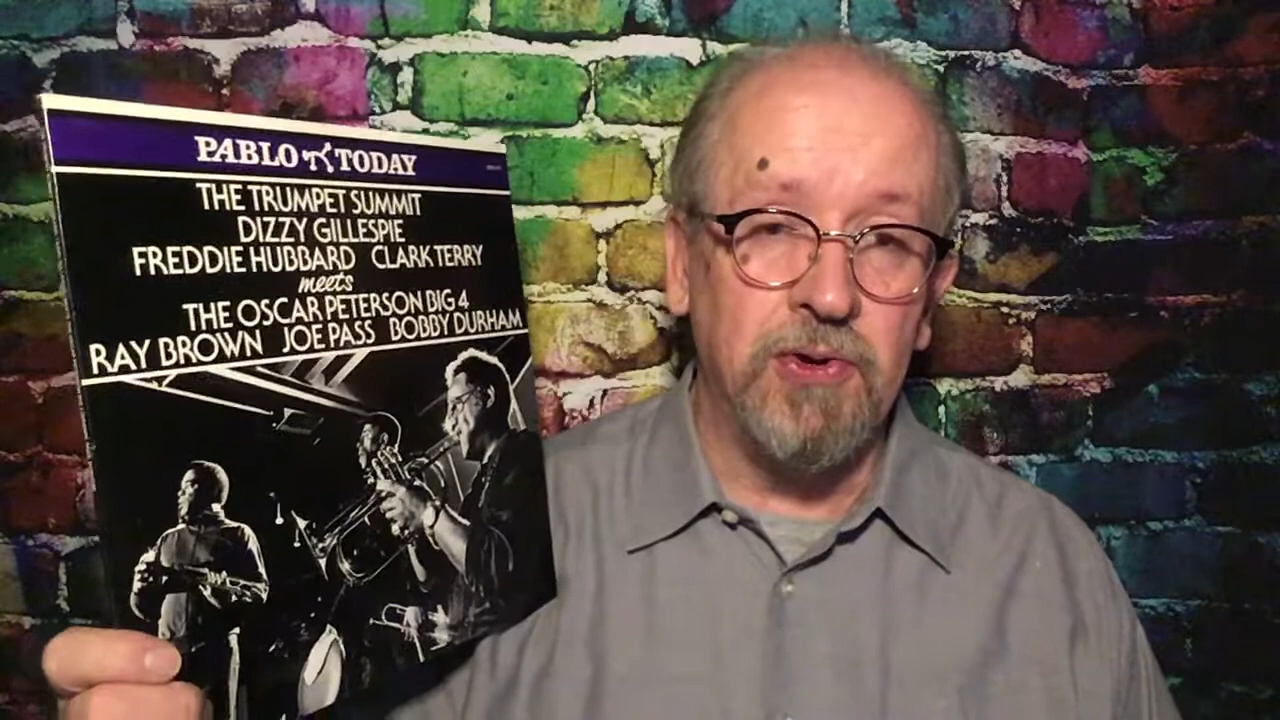 PABLO TODAY
THE TRUMPET SUMMIT
DIZZY GILLESPIE
FREDDIE HUBBARD CLARK TERRY
meets
THE OSCAR PETERSON BIG 4
RAY BROWN JOE PASS BOBBY DURHAM